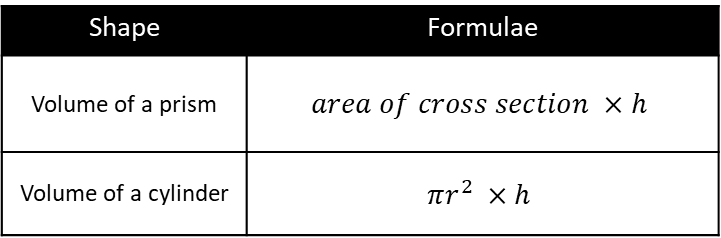 Shape Formulae
Volume of a prism area of cross section × h
Volume of a cylinder πr² × h